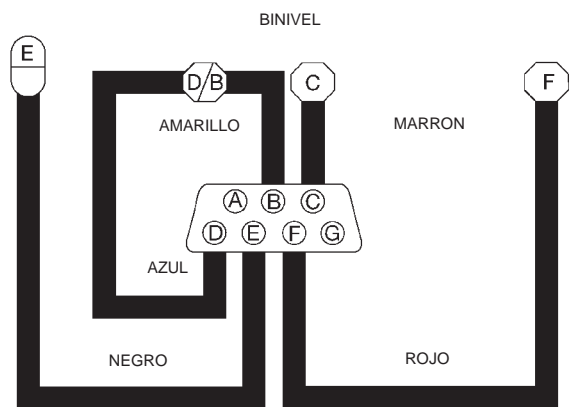 BINIVEL
E
D/B
C
F
AMARILLO
MARRON
A B C
D E F G
AZUL
NEGRO
ROJO